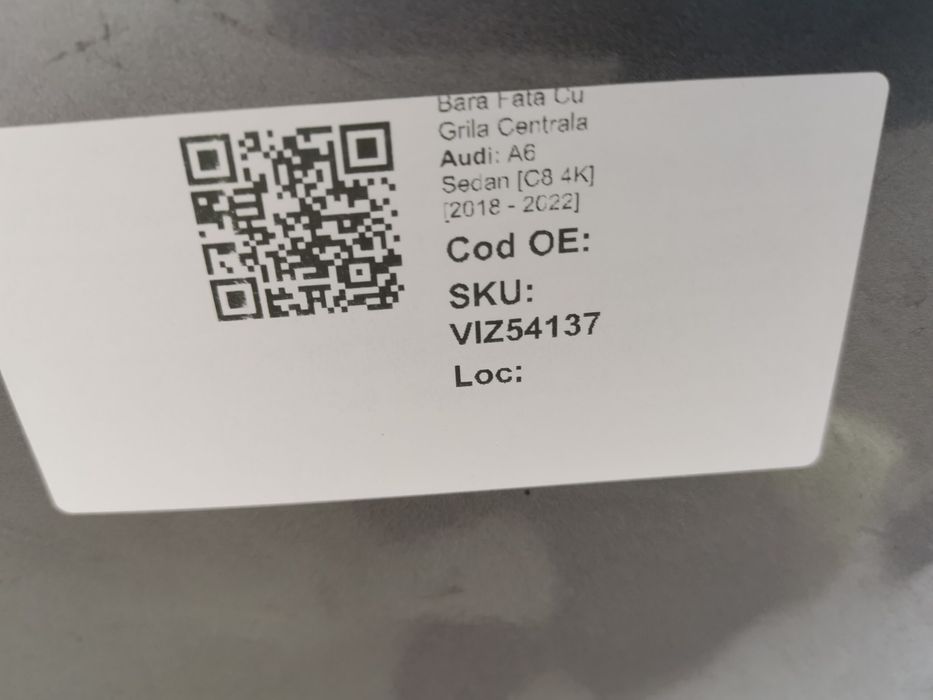 Bara Fata Cu
Grila Centrala
Audi: A6
Sedan [C8 4K]
[2018 - 2022]
Cod OE:
SKU:
VIZ54137
Loc: